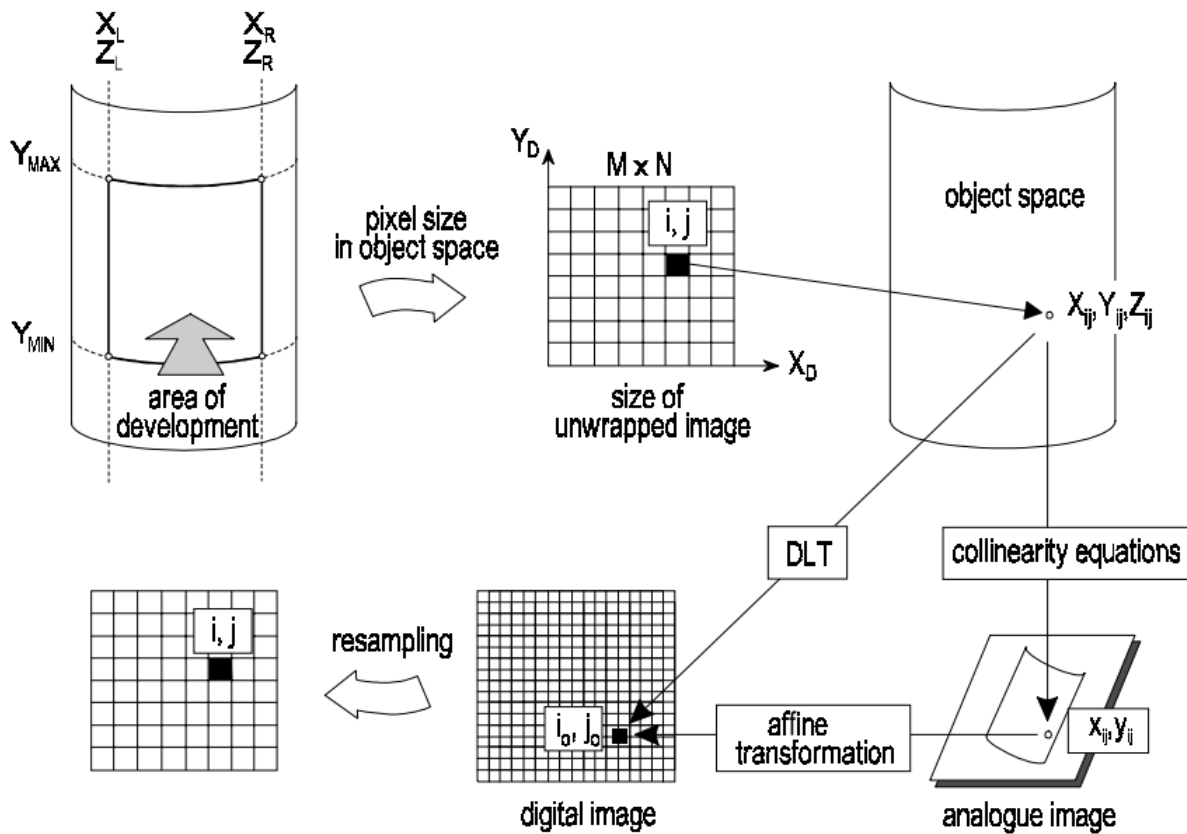 X_L
Z_L
X_R
Z_R
Y_MAX
Y_MIN
area of
development
pixel size
in object space
Y_D
M x N
i, j
X_D
size of
unwrapped image
object space
X_ij,Y_ij,Z_ij
DLT
collinearity equations
i, j
resampling
i_o, j_o
digital image
affine
transformation
x_ij,y_ij
analogue image